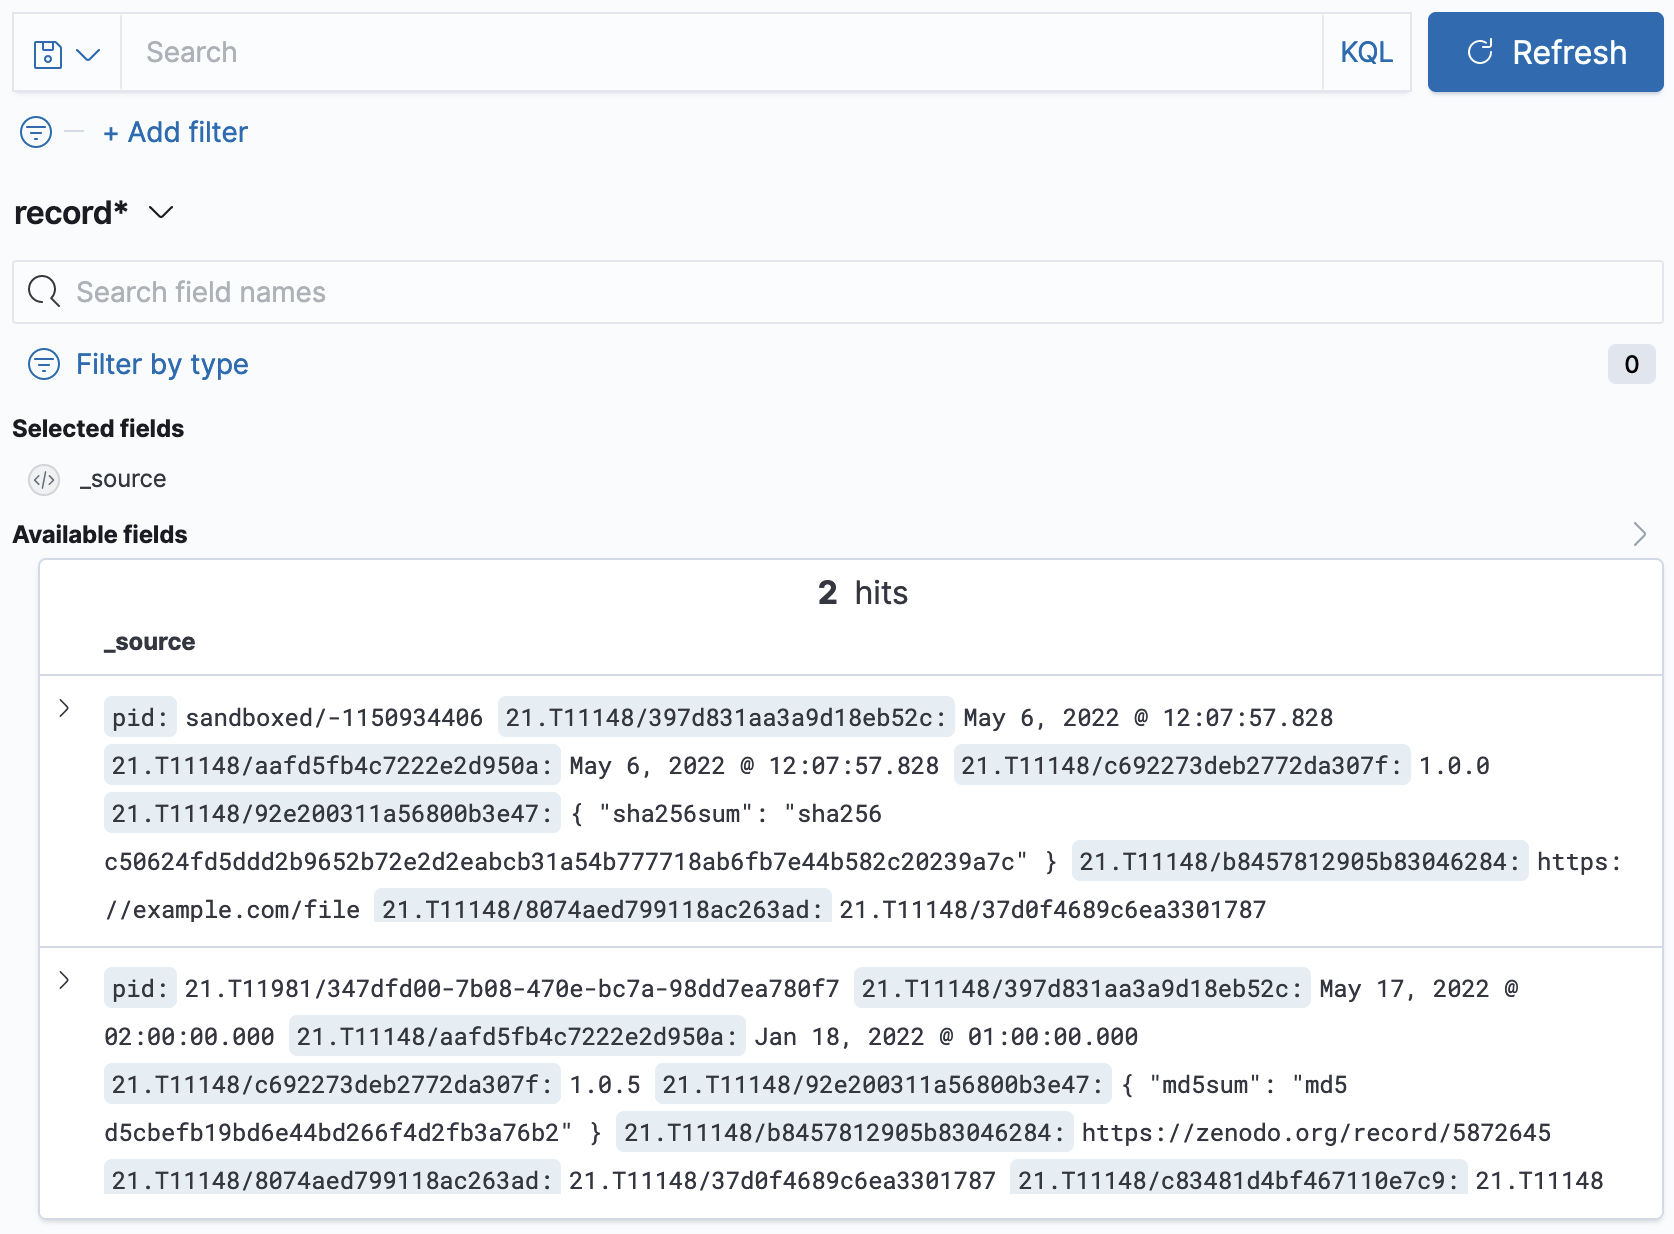 Search KQL Refresh
+ Add filter
record*
Search field names
Filter by type 0
Selected fields
_source
Available fields
2 hits
_source
pid: sandboxed/-1150934406 21.T11148/397d831aa3a9d18eb52c: May 6, 2022 @ 12:07:57.828
21.T11148/aafd5fb4c7222e2d950a: May 6, 2022 @ 12:07:57.828 21.T11148/c692273deb2772da307f: 1.0.0
21.T11148/92e200311a56800b3e47: { "sha256sum": "sha256
c50624fd5ddd2b9652b72e2d2eabcb31a54b777718ab6fb7e44b582c20239a7c" } 21.T11148/b8457812905b83046284: https:
//example.com/file 21.T11148/8074aed799118ac263ad: 21.T11148/37d0f4689c6ea3301787
pid: 21.T11981/347dfd00-7b08-470e-bc7a-98dd7ea780f7 21.T11148/397d831aa3a9d18eb52c: May 17, 2022 @
02:00:00.000 21.T11148/aafd5fb4c7222e2d950a: Jan 18, 2022 @ 01:00:00.000
21.T11148/c692273deb2772da307f: 1.0.5 21.T11148/92e200311a56800b3e47: { "md5sum": "md5
d5cbefb19bd6e44bd266f4d2fb3a76b2" } 21.T11148/b8457812905b83046284: https://zenodo.org/record/5872645
21.T11148/8074aed799118ac263ad: 21.T11148/37d0f4689c6ea3301787 21.T11148/c83481d4bf467110e7c9: 21.T11148